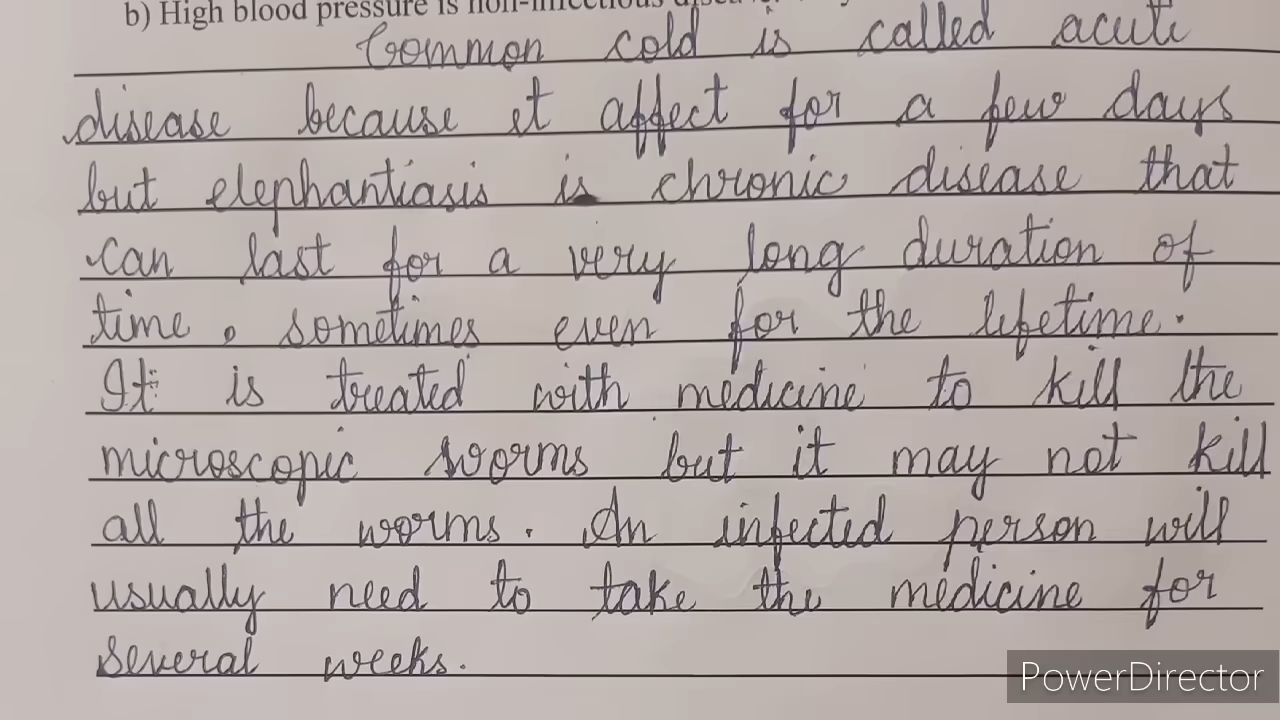 b) High blood pressure is non-infectious
Common cold is called acute
disease because it affect for a few days
but elephantiasis is chronic disease that
can last for a very long duration of
time, sometimes even for the lifetime.
It is treated with medicine to kill the
microscopic worms but it may not kill
all the worms. An infected person will
usually need to take the medicine for
several weeks.
PowerDirector